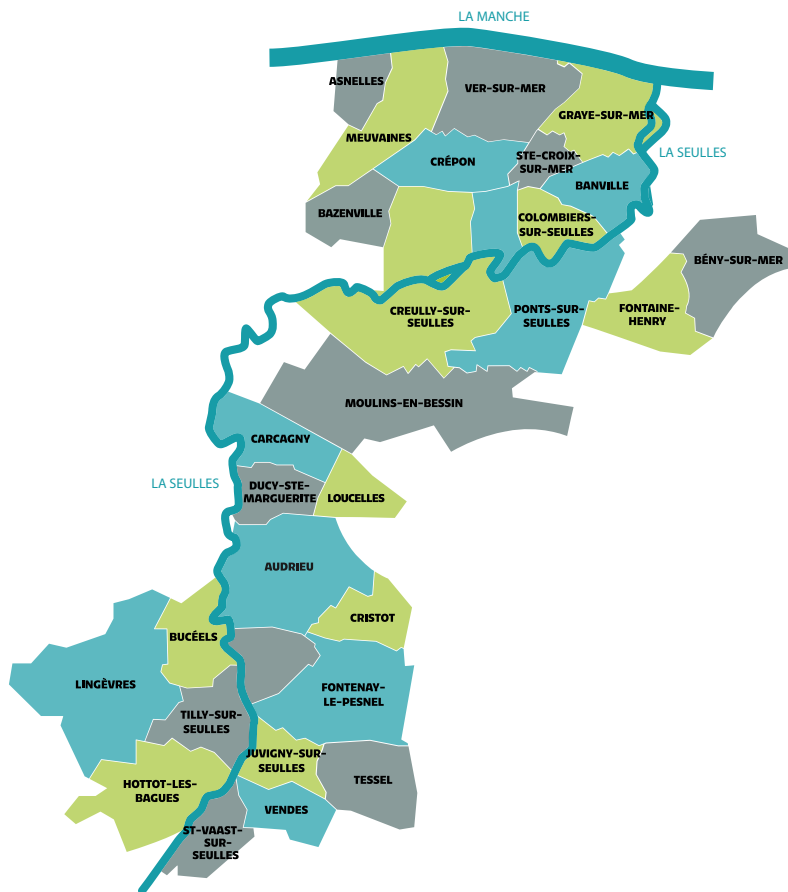 LA MANCHE
ASNELLES
VER-SUR-MER
GRAYE-SUR-MER
MEUVAINES
CRÉPON
STE-CROIX-
SUR-MER
LA SEULLES
BANVILLE
BAZENVILLE
COLOMBIERS-
SUR-SEULLES
BÉNY-SUR-MER
CREULLY-SUR-
SEULLES
PONTS-SUR-
SEULLES
FONTAINE-
HENRY
MOULINS-EN-BESSIN
CARCAGNY
LA SEULLES
DUCY-STE-
MARGUERITE
LOUCELLES
AUDRIEU
CRISTOT
BUCÉELS
LINGÈVRES
FONTENAY-
LE-PESNEL
TILLY-SUR-
SEULLES
JUVIGNY-SUR-
SEULLES
TESSEL
HOTTOT-LES-
BAGUES
VENDES
ST-VAAST-
SUR-
SEULLES